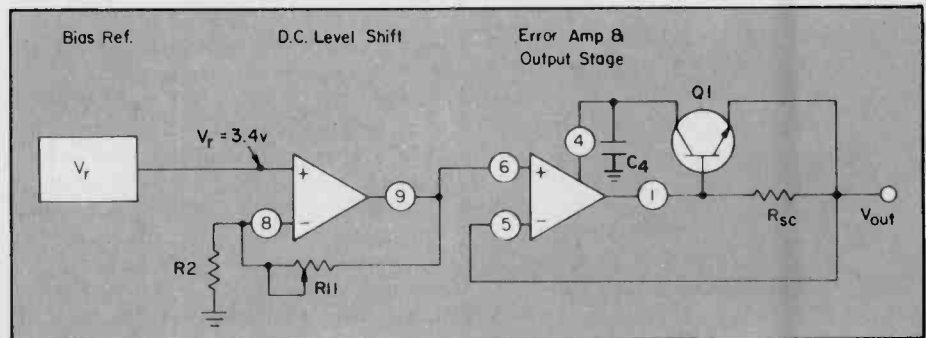 Bias Ref.
D.C. Level Shift
Error Amp &
Output Stage
Q1
Vr = 3.4v
Vr
+
−
+
−
4
C4
6
9
1
8
5
Rsc
Vout
R2
R11